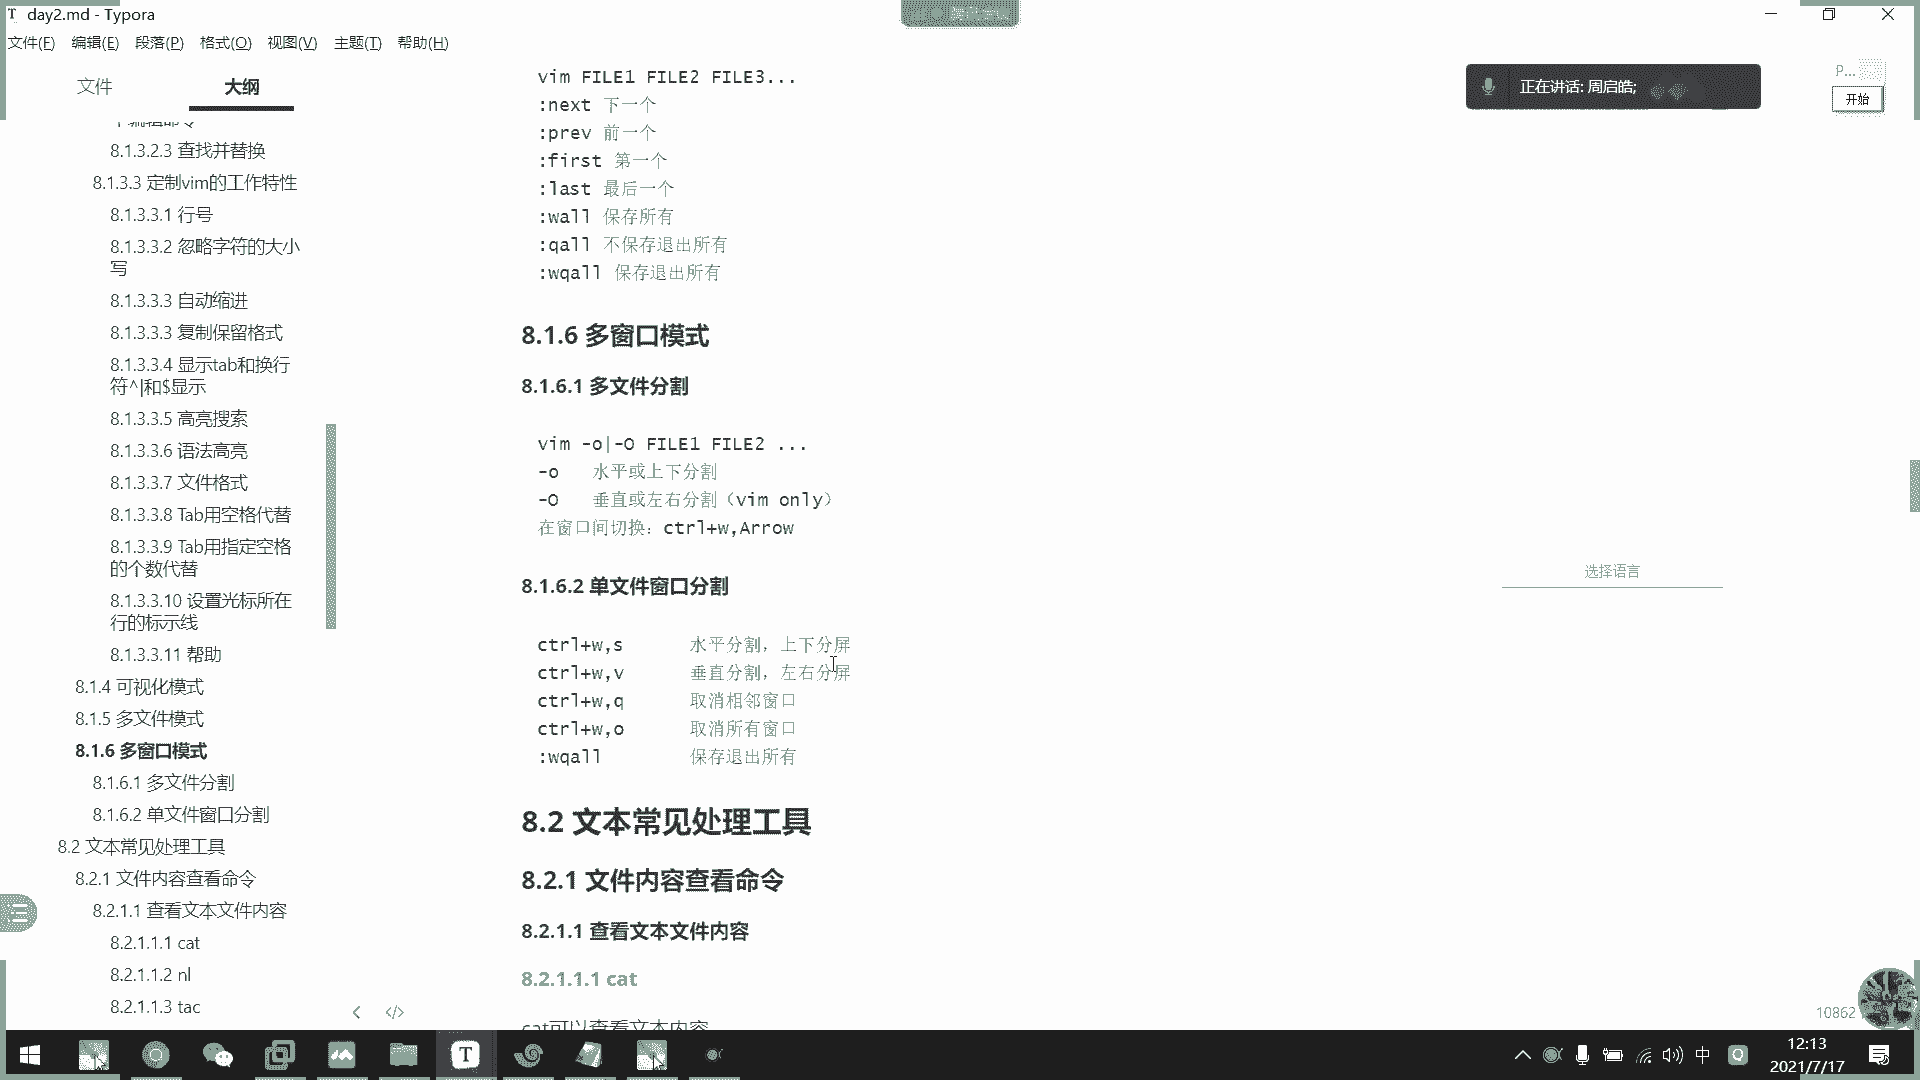 day2.md - Typora
文件(F) 编辑(E) 段落(P) 格式(O) 视图(V) 主题(T) 帮助(H)
文件 大纲
8.1.3.2.3 查找并替换
8.1.3.3 定制vim的工作特性
8.1.3.3.1 行号
8.1.3.3.2 忽略字符的大小
写
8.1.3.3.3 自动缩进
8.1.3.3.3 复制保留格式
8.1.3.3.4 显示tab和换行
符^|和$显示
8.1.3.3.5 高亮搜索
8.1.3.3.6 语法高亮
8.1.3.3.7 文件格式
8.1.3.3.8 Tab用空格代替
8.1.3.3.9 Tab用指定空格
的个数代替
8.1.3.3.10 设置光标所在
行的标示线
8.1.3.3.11 帮助
8.1.4 可视化模式
8.1.5 多文件模式
8.1.6 多窗口模式
8.1.6.1 多文件分割
8.1.6.2 单文件窗口分割
8.2 文本常见处理工具
8.2.1 文件内容查看命令
8.2.1.1 查看文本文件内容
8.2.1.1.1 cat
8.2.1.1.2 nl
8.2.1.1.3 tac
vim FILE1 FILE2 FILE3...
:next 下一个
:prev 前一个
:first 第一个
:last 最后一个
:wall 保存所有
:qall 不保存退出所有
:wqall 保存退出所有
8.1.6 多窗口模式
8.1.6.1 多文件分割
vim -o|-O FILE1 FILE2 ...
-o 水平或上下分割
-O 垂直或左右分割（vim only）
在窗口间切换：ctrl+w,Arrow
8.1.6.2 单文件窗口分割
ctrl+w,s 水平分割，上下分屏
ctrl+w,v 垂直分割，左右分屏
ctrl+w,q 取消相邻窗口
ctrl+w,o 取消所有窗口
:wqall 保存退出所有
8.2 文本常见处理工具
8.2.1 文件内容查看命令
8.2.1.1 查看文本文件内容
8.2.1.1.1 cat
cat可以查看文本内容
正在讲话: 周启皓;
P...
开始
选择语言
10862
中
12:13
2021/7/17